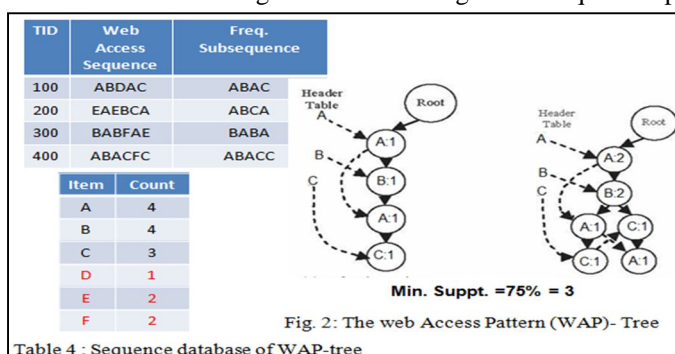 TID Web Access Sequence Freq. Subsequence
100 ABDAC ABAC
200 EAEBCA ABCA
300 BABFAE BABA
400 ABACFC ABACC
Item Count
A 4
B 4
C 3
D 1
E 2
F 2
Header
Table
Root
A
A:1
B
B:1
C
A:1
C:1
Header
Table
Root
A
A:2
B
B:2
C
A:1
C:1
C:1
A:1
Min. Suppt. =75% = 3
Fig. 2: The web Access Pattern (WAP)- Tree
Table 4 : Sequence database of WAP-tree